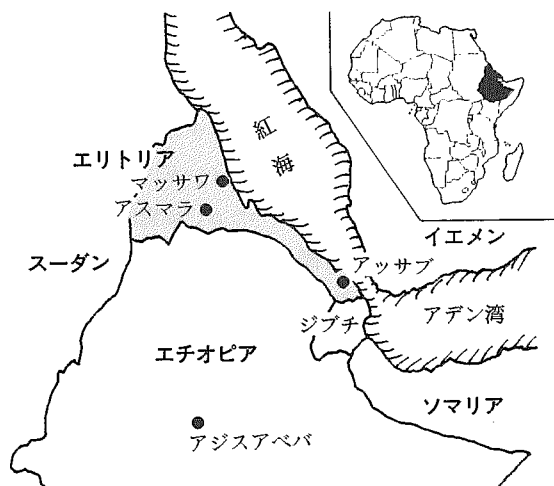 紅海
エリトリア
マッサワ
アスマラ
イエメン
スーダン
アッサブ
アデン湾
ジブチ
エチオピア
ソマリア
アジスアベバ